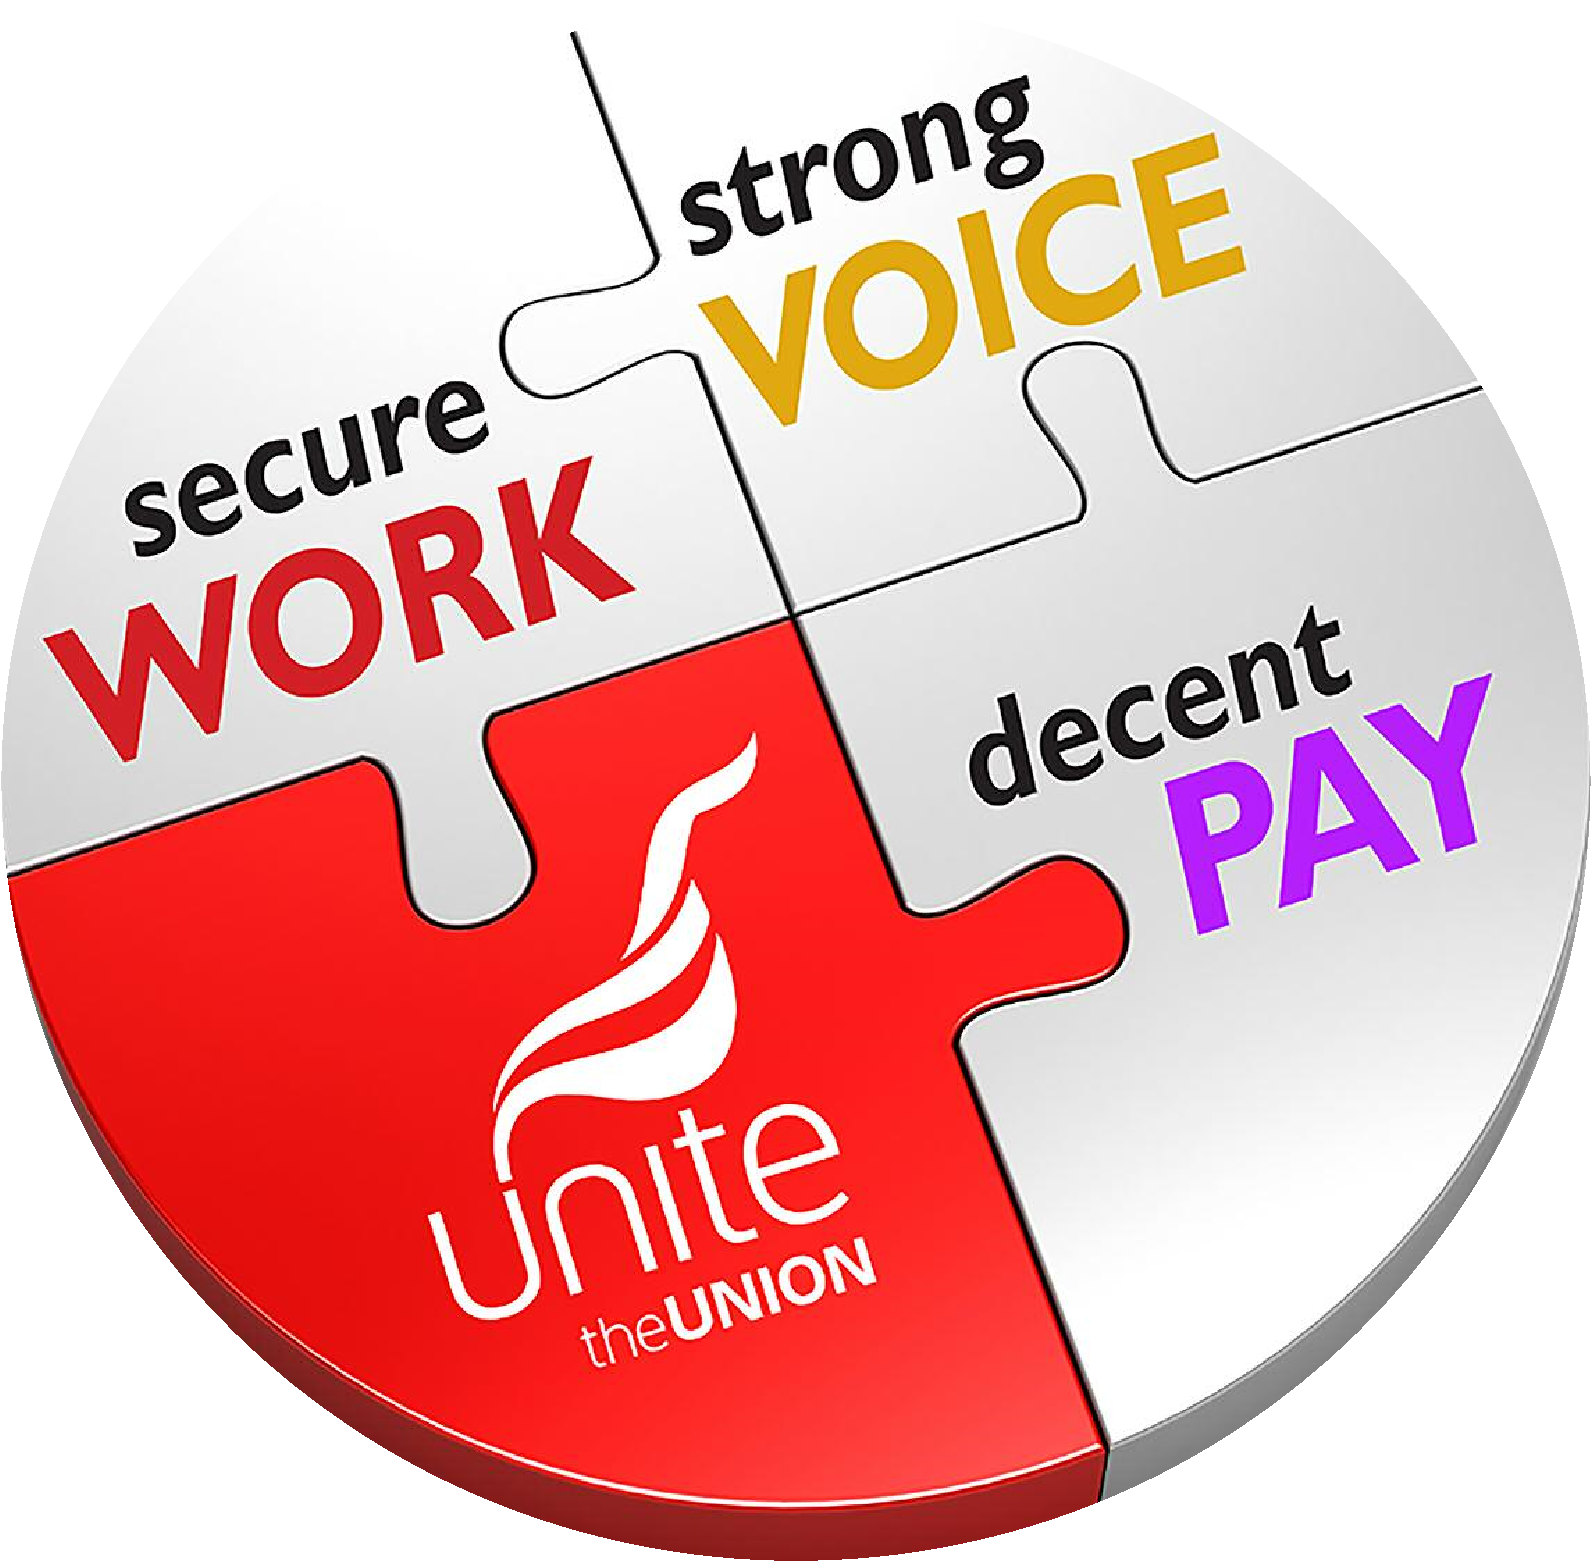 strong
VOICE
secure
WORK
decent
PAY
unite
theUNION